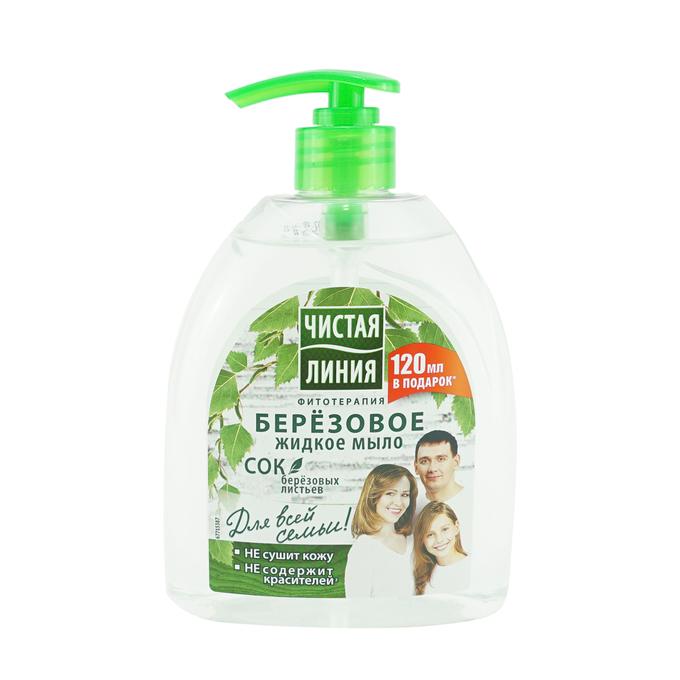 ЧИСТАЯ
ЛИНИЯ
120 МЛ
В ПОДАРОК*
ФИТОТЕРАПИЯ
БЕРЁЗОВОЕ
ЖИДКОЕ МЫЛО
СОК
берёзовых
листьев
Для всей
семьи!
НЕ сушит кожу
НЕ содержит
красителей